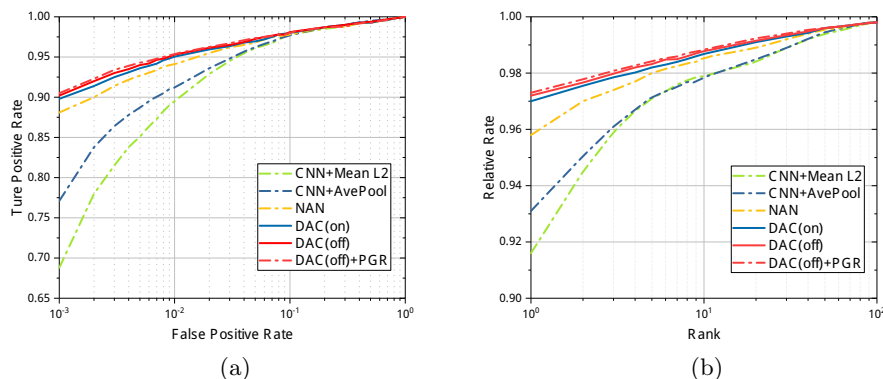 1.00
0.95
0.90
0.85
0.80
0.75
0.70
0.65
Ture Positive Rate
CNN+Mean L2
CNN+AvePool
NAN
DAC(on)
DAC(off)
DAC(off)+PGR
10-3
10-2
10-1
100
False Positive Rate
(a)
1.00
0.98
0.96
0.94
0.92
0.90
Relative Rate
CNN+Mean L2
CNN+AvePool
NAN
DAC(on)
DAC(off)
DAC(off)+PGR
100
101
102
Rank
(b)